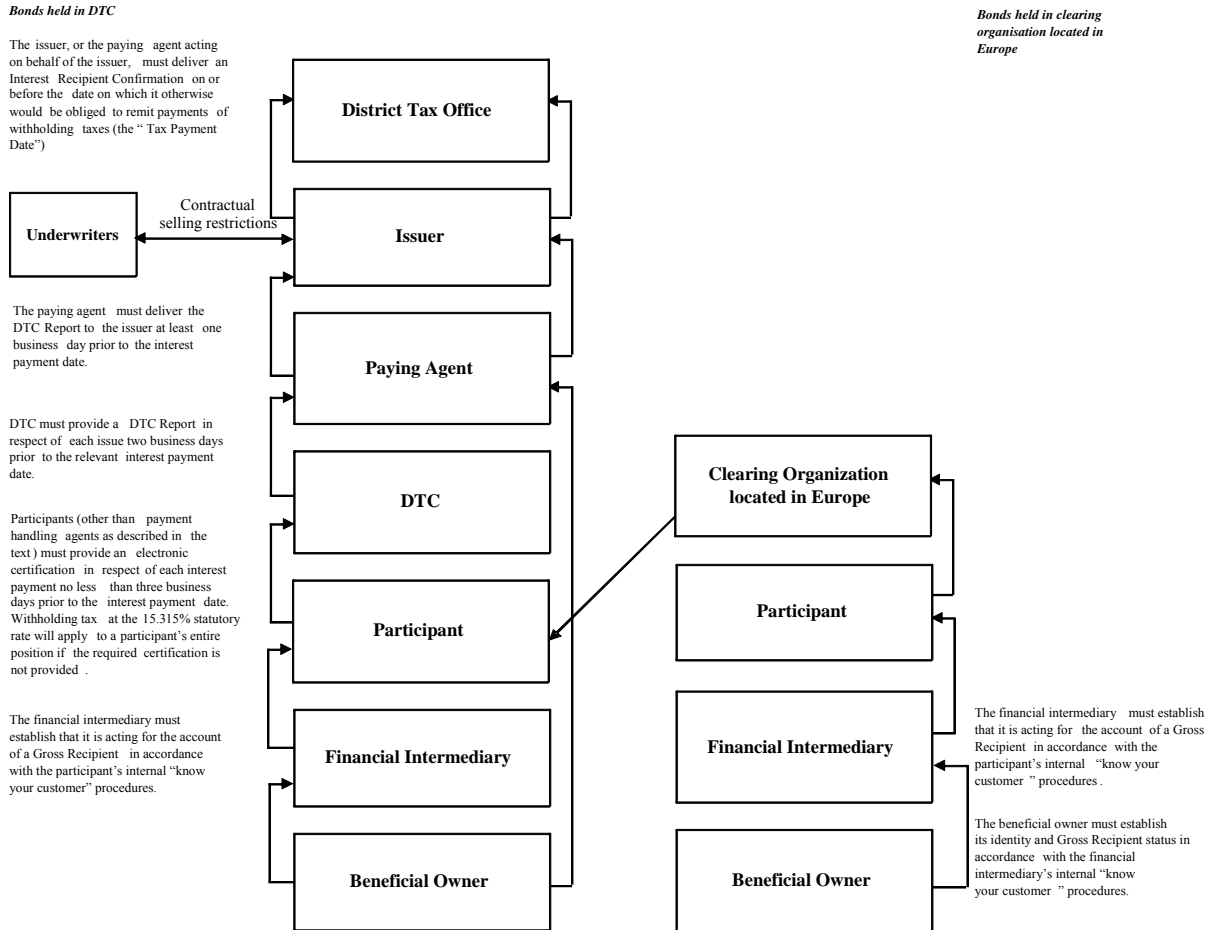 Bonds held in DTC
The issuer, or the paying agent acting
on behalf of the issuer, must deliver an
Interest Recipient Confirmation on or
before the date on which it otherwise
would be obliged to remit payments of
withholding taxes (the “ Tax Payment
Date”)
Bonds held in clearing
organisation located in
Europe
District Tax Office
Contractual
selling restrictions
Underwriters
Issuer
The paying agent must deliver the
DTC Report to the issuer at least one
business day prior to the interest
payment date.
Paying Agent
DTC must provide a DTC Report in
respect of each issue two business days
prior to the relevant interest payment
date.
DTC
Clearing Organization
located in Europe
Participants (other than payment
handling agents as described in the
text ) must provide an electronic
certification in respect of each interest
payment no less than three business
days prior to the interest payment date.
Withholding tax at the 15.315% statutory
rate will apply to a participant’s entire
position if the required certification is
not provided .
Participant
Participant
The financial intermediary must
establish that it is acting for the account
of a Gross Recipient in accordance
with the participant’s internal “know
your customer” procedures.
Financial Intermediary
Financial Intermediary
The financial intermediary must establish
that it is acting for the account of a Gross
Recipient in accordance with the
participant’s internal “know your
customer ” procedures .
Beneficial Owner
Beneficial Owner
The beneficial owner must establish
its identity and Gross Recipient status in
accordance with the financial
intermediary’s internal “know
your customer ” procedures.